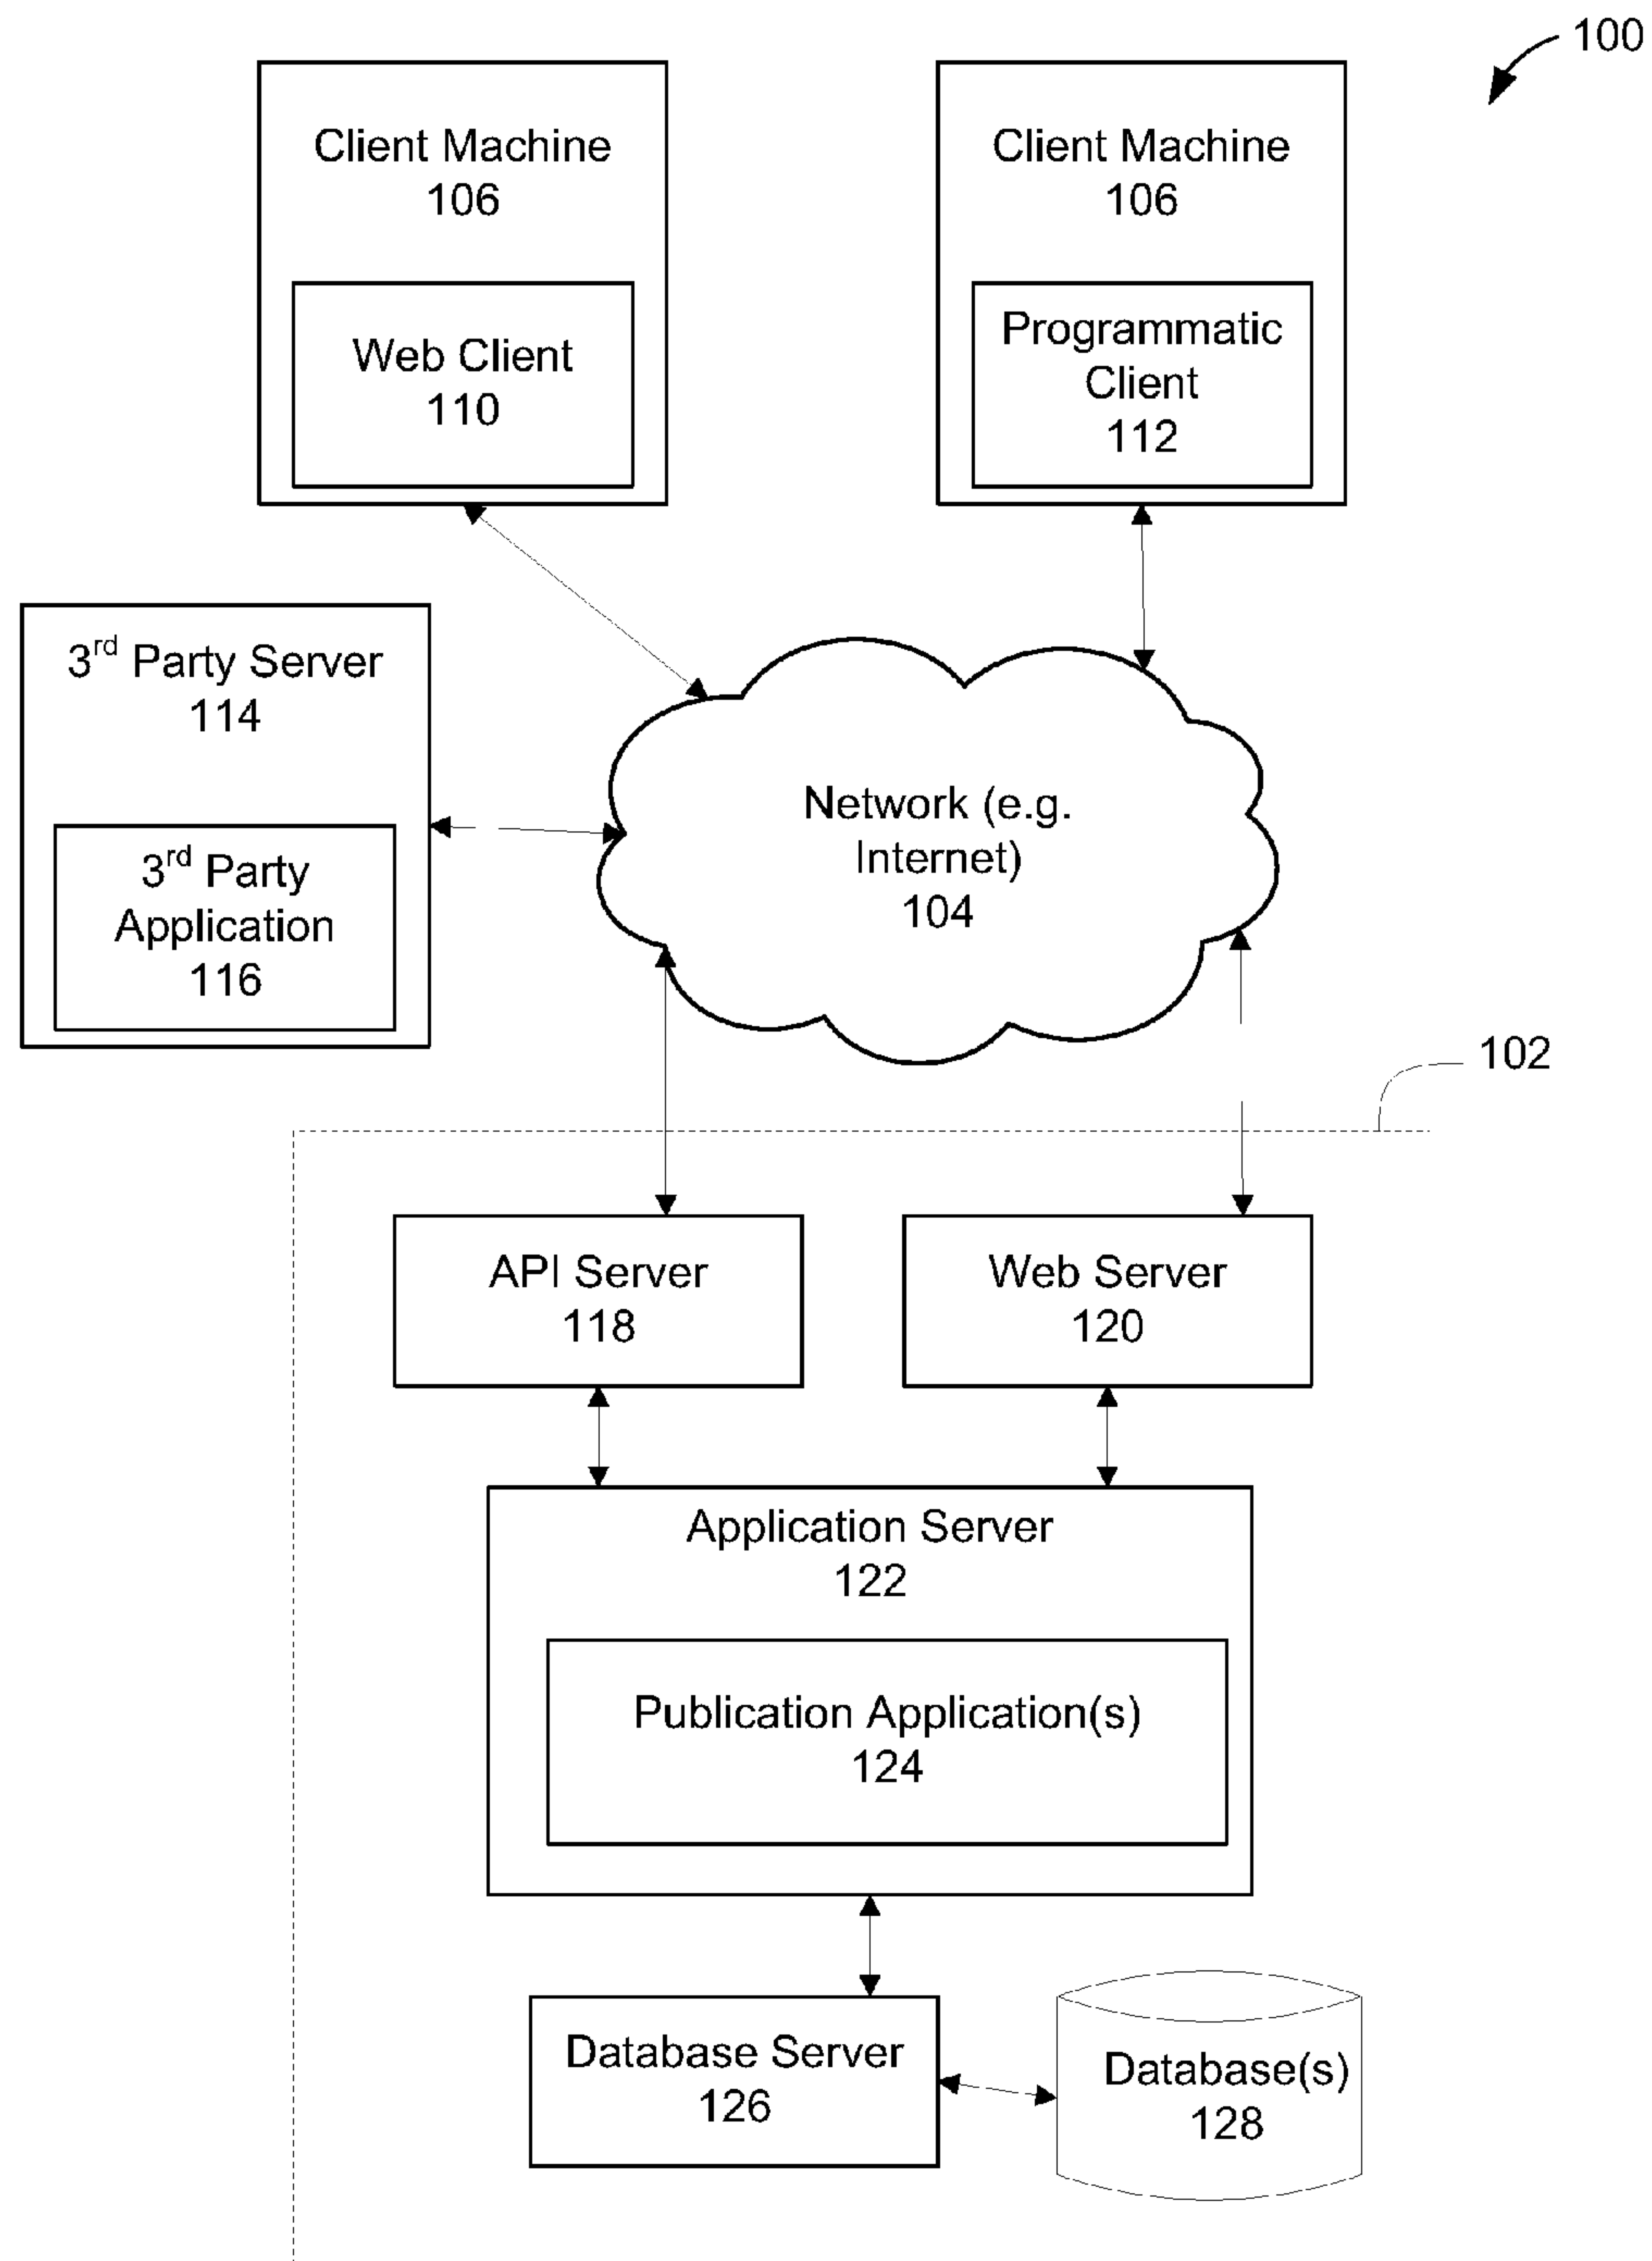 100
Client Machine
106
Web Client
110
Client Machine
106
Programmatic
Client
112
3rd Party Server
114
3rd Party
Application
116
Network (e.g.
Internet)
104
102
API Server
118
Web Server
120
Application Server
122
Publication Application(s)
124
Database Server
126
Database(s)
128